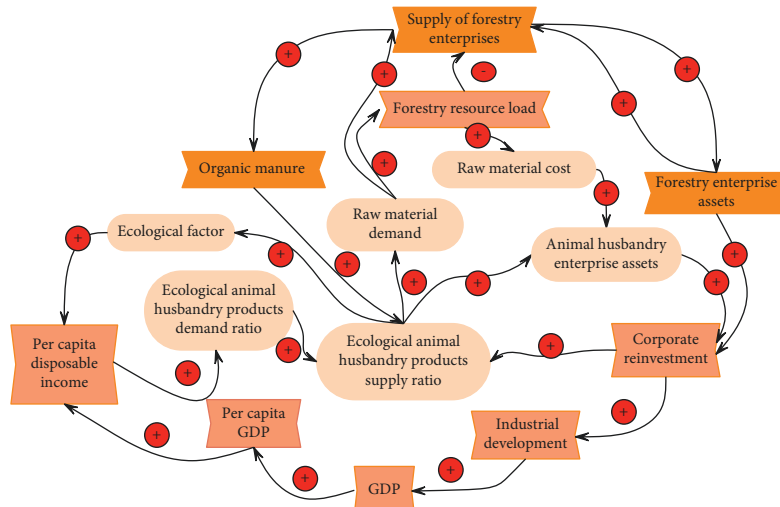 Supply of forestry
enterprises
+
+
-
+
Forestry resource load
+
+
+
Organic manure
Raw material cost
Forestry enterprise
assets
+
Raw material
demand
Ecological factor
+
+
+
Animal husbandry
enterprise assets
+
+
+
+
Ecological animal
husbandry products
demand ratio
Per capita
disposable
income
+
Ecological animal
husbandry products
supply ratio
+
Corporate
reinvestment
+
Per capita
GDP
+
Industrial
development
+
+
+
GDP